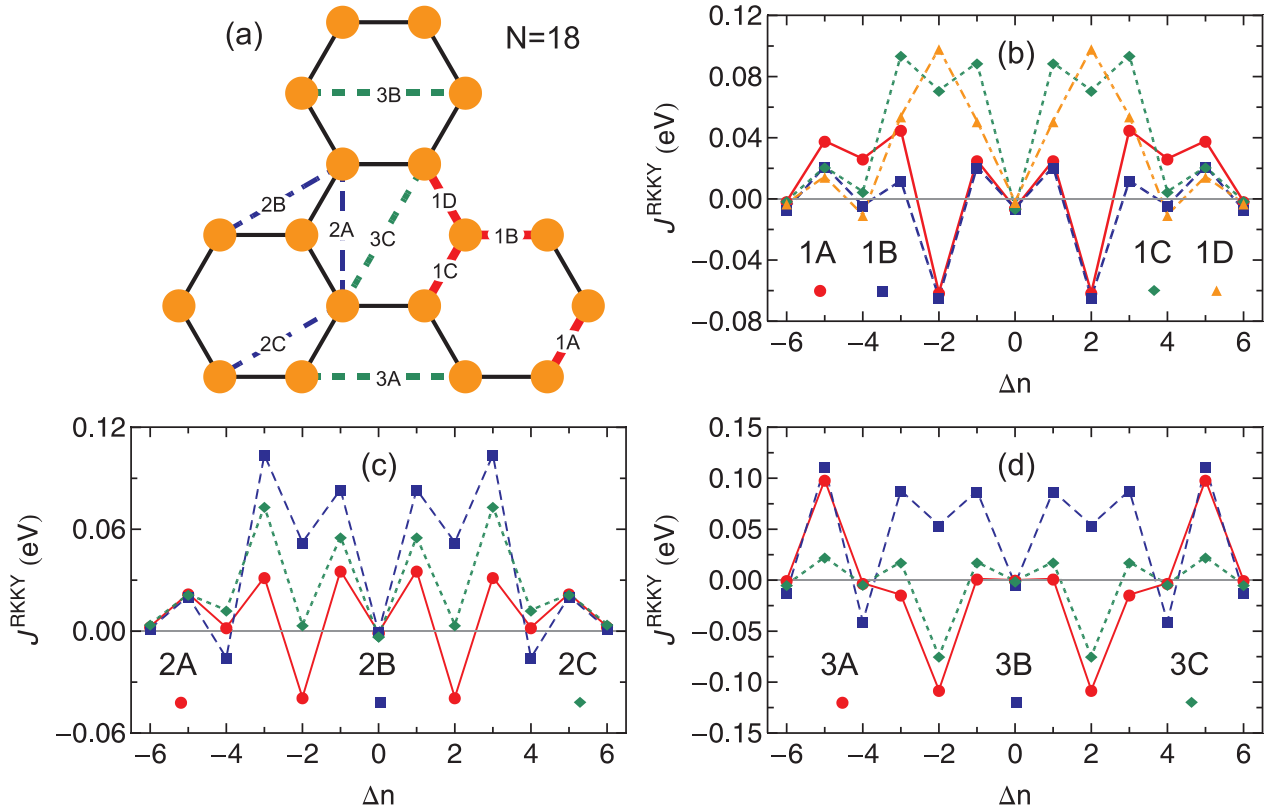 (a)
N=18
3B
2B
2A
3C
1D
1B
1C
2C
1A
3A
(b)
J^RKKY (eV)
0.12
0.08
0.04
0.00
−0.04
−0.08
1A 1B 1C 1D
−6 −4 −2 0 2 4 6
Δn
(c)
J^RKKY (eV)
0.12
0.06
0.00
−0.06
2A 2B 2C
−6 −4 −2 0 2 4 6
Δn
(d)
J^RKKY (eV)
0.15
0.10
0.05
0.00
−0.05
−0.10
−0.15
3A 3B 3C
−6 −4 −2 0 2 4 6
Δn